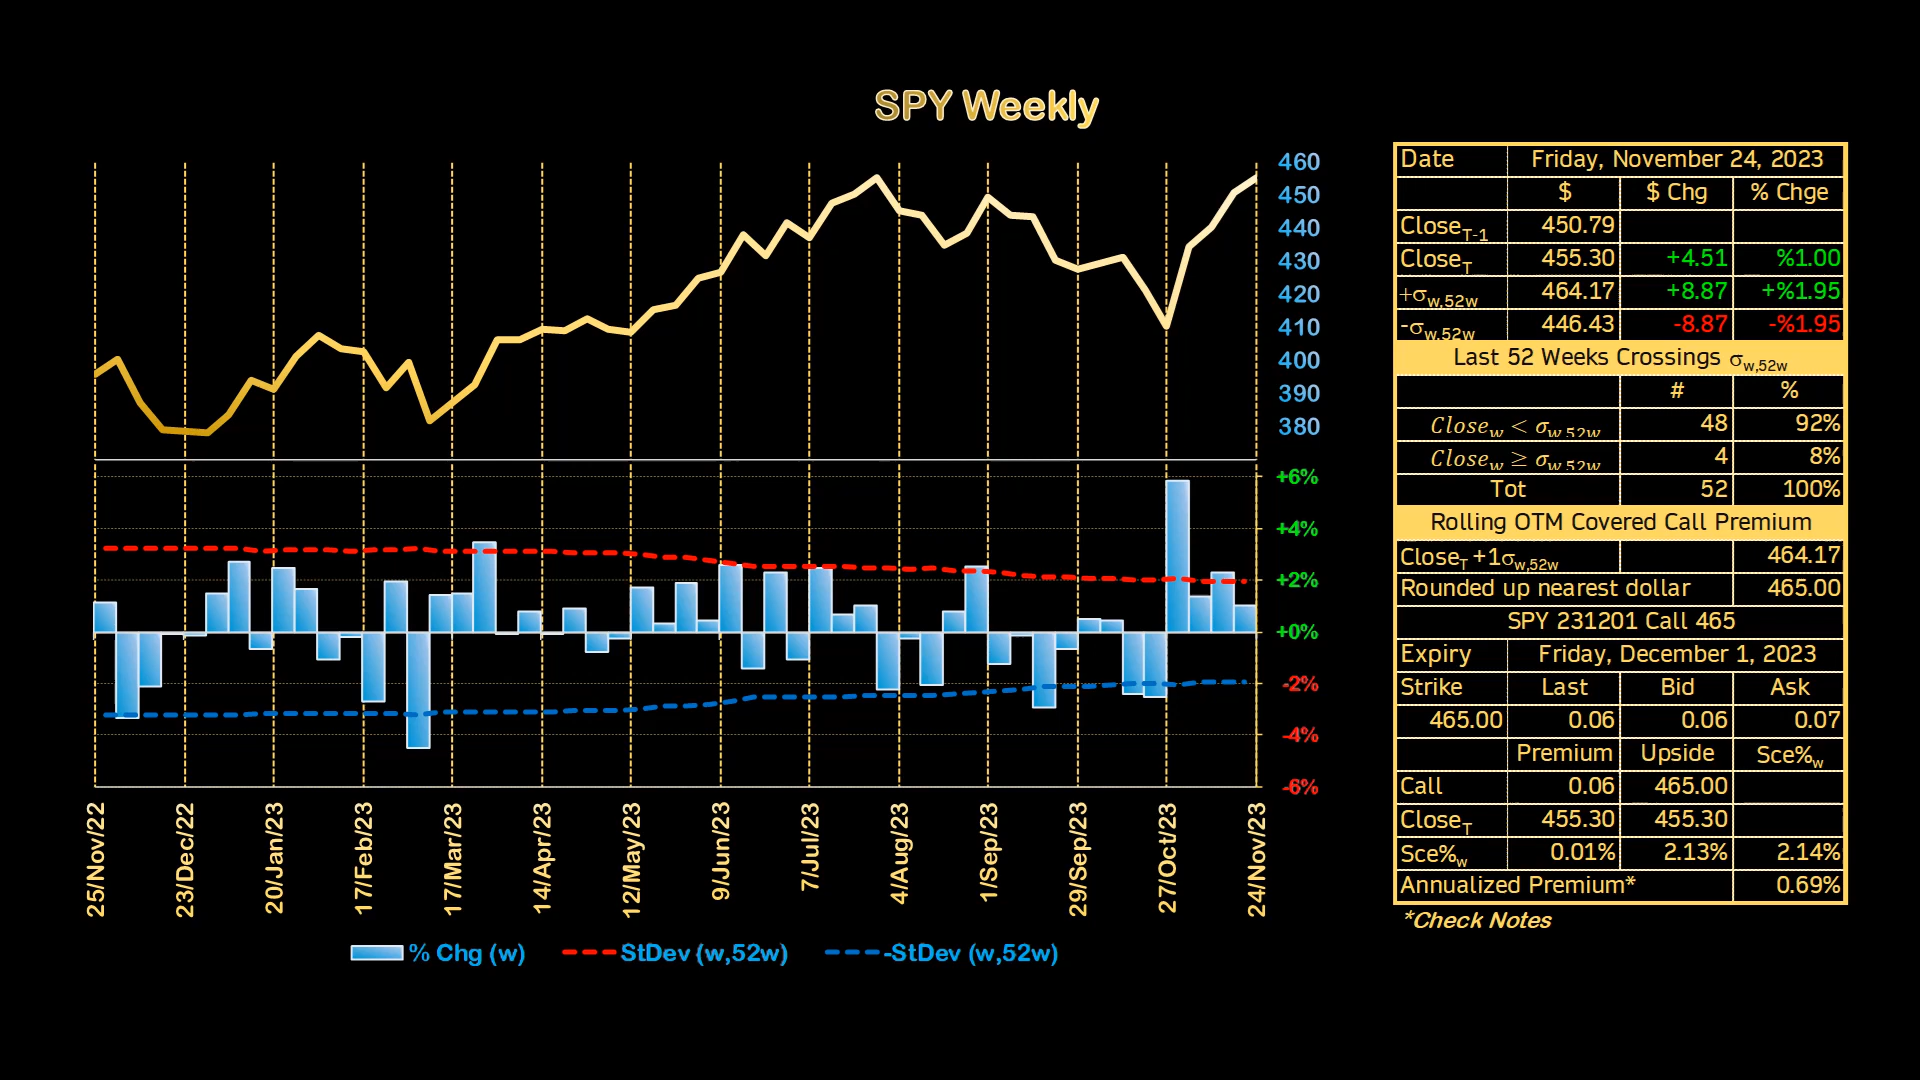 SPY Weekly
460
450
440
430
420
410
400
390
380
+6%
+4%
+2%
+0%
-2%
-4%
-6%
25/Nov/22
23/Dec/22
20/Jan/23
17/Feb/23
17/Mar/23
14/Apr/23
12/May/23
9/Jun/23
7/Jul/23
4/Aug/23
1/Sep/23
29/Sep/23
27/Oct/23
24/Nov/23
% Chg (w) StDev (w,52w) -StDev (w,52w)
Date Friday, November 24, 2023
$ $ Chg % Chge
CloseT-1 450.79
CloseT 455.30 +4.51 %1.00
+σw,52w 464.17 +8.87 +%1.95
-σw,52w 446.43 -8.87 -%1.95
Last 52 Weeks Crossings σw,52w
# %
Closew < σw,52w 48 92%
Closew ≥ σw,52w 4 8%
Tot 52 100%
Rolling OTM Covered Call Premium
CloseT +1σw,52w 464.17
Rounded up nearest dollar 465.00
SPY 231201 Call 465
Expiry Friday, December 1, 2023
Strike Last Bid Ask
465.00 0.06 0.06 0.07
Premium Upside Sce%w
Call 0.06 465.00
CloseT 455.30 455.30
Sce%w 0.01% 2.13% 2.14%
Annualized Premium* 0.69%
*Check Notes